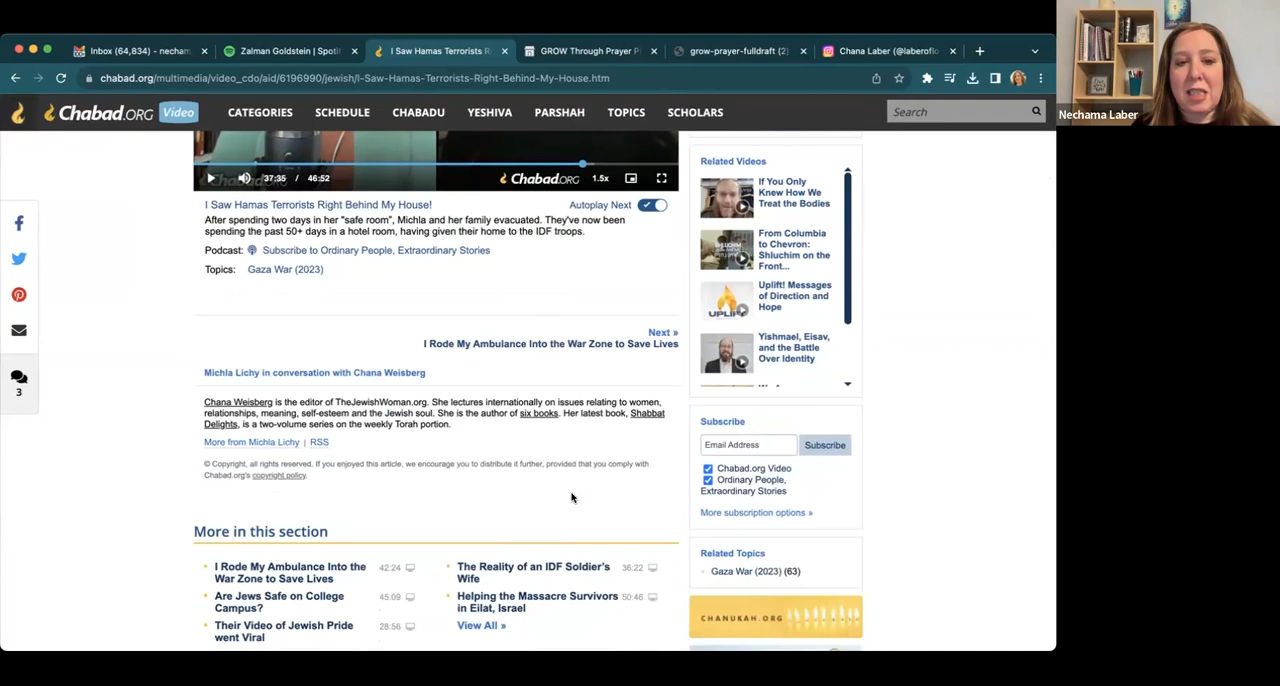 Inbox (64,834) - necham
Zalman Goldstein | Spoti
I Saw Hamas Terrorists R
GROW Through Prayer P
grow-prayer-fulldraft (2)
Chana Laber (@laberoflo
chabad.org/multimedia/video_cdo/aid/6196990/jewish/I-Saw-Hamas-Terrorists-Right-Behind-My-House.htm
Nechama Laber
Chabad.ORG Video
CATEGORIES
SCHEDULE
CHABADU
YESHIVA
PARSHAH
TOPICS
SCHOLARS
Search
37:35 / 46:52
Chabad.ORG
1.5x
I Saw Hamas Terrorists Right Behind My House!
Autoplay Next
After spending two days in her "safe room", Michla and her family evacuated. They've now been
spending the past 50+ days in a hotel room, having given their home to the IDF troops.
Podcast: Subscribe to Ordinary People, Extraordinary Stories
Topics: Gaza War (2023)
Next »
I Rode My Ambulance Into the War Zone to Save Lives
Michla Lichy in conversation with Chana Weisberg
Chana Weisberg is the editor of TheJewishWoman.org. She lectures internationally on issues relating to women,
relationships, meaning, self-esteem and the Jewish soul. She is the author of six books. Her latest book, Shabbat
Delights, is a two-volume series on the weekly Torah portion.
More from Michla Lichy | RSS
© Copyright, all rights reserved. If you enjoyed this article, we encourage you to distribute it further, provided that you comply with
Chabad.org's copyright policy.
3
More in this section
I Rode My Ambulance Into the
War Zone to Save Lives
42:24
Are Jews Safe on College
Campus?
45:09
Their Video of Jewish Pride
went Viral
28:56
The Reality of an IDF Soldier's
Wife
36:22
Helping the Massacre Survivors
in Eilat, Israel
50:46
View All »
Related Videos
If You Only
Knew How We
Treat the Bodies
From Columbia
to Chevron:
Shluchim on the
Front...
Uplift! Messages
of Direction and
Hope
UPLIFT
Yishmael, Eisav,
and the Battle
Over Identity
Subscribe
Email Address
Subscribe
Chabad.org Video
Ordinary People,
Extraordinary Stories
More subscription options »
Related Topics
Gaza War (2023) (63)
CHANUKAH.ORG